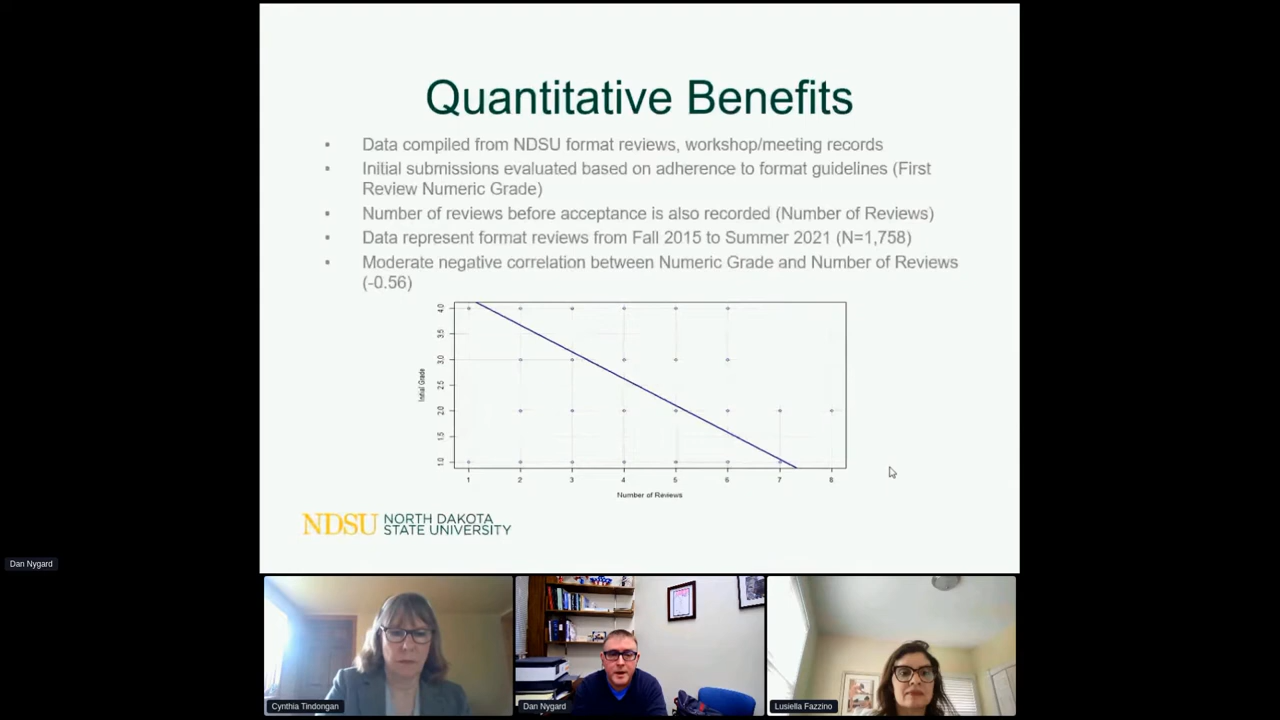 Quantitative Benefits
• Data compiled from NDSU format reviews, workshop/meeting records
• Initial submissions evaluated based on adherence to format guidelines (First
Review Numeric Grade)
• Number of reviews before acceptance is also recorded (Number of Reviews)
• Data represent format reviews from Fall 2015 to Summer 2021 (N=1,758)
• Moderate negative correlation between Numeric Grade and Number of Reviews
(-0.56)
4.0
3.5
3.0
2.5
2.0
1.5
1.0
Initial Grade
1 2 3 4 5 6 7 8
Number of Reviews
NDSU NORTH DAKOTA
STATE UNIVERSITY
Dan Nygard
Cynthia Tindongan
Dan Nygard
Lusiella Fazzino